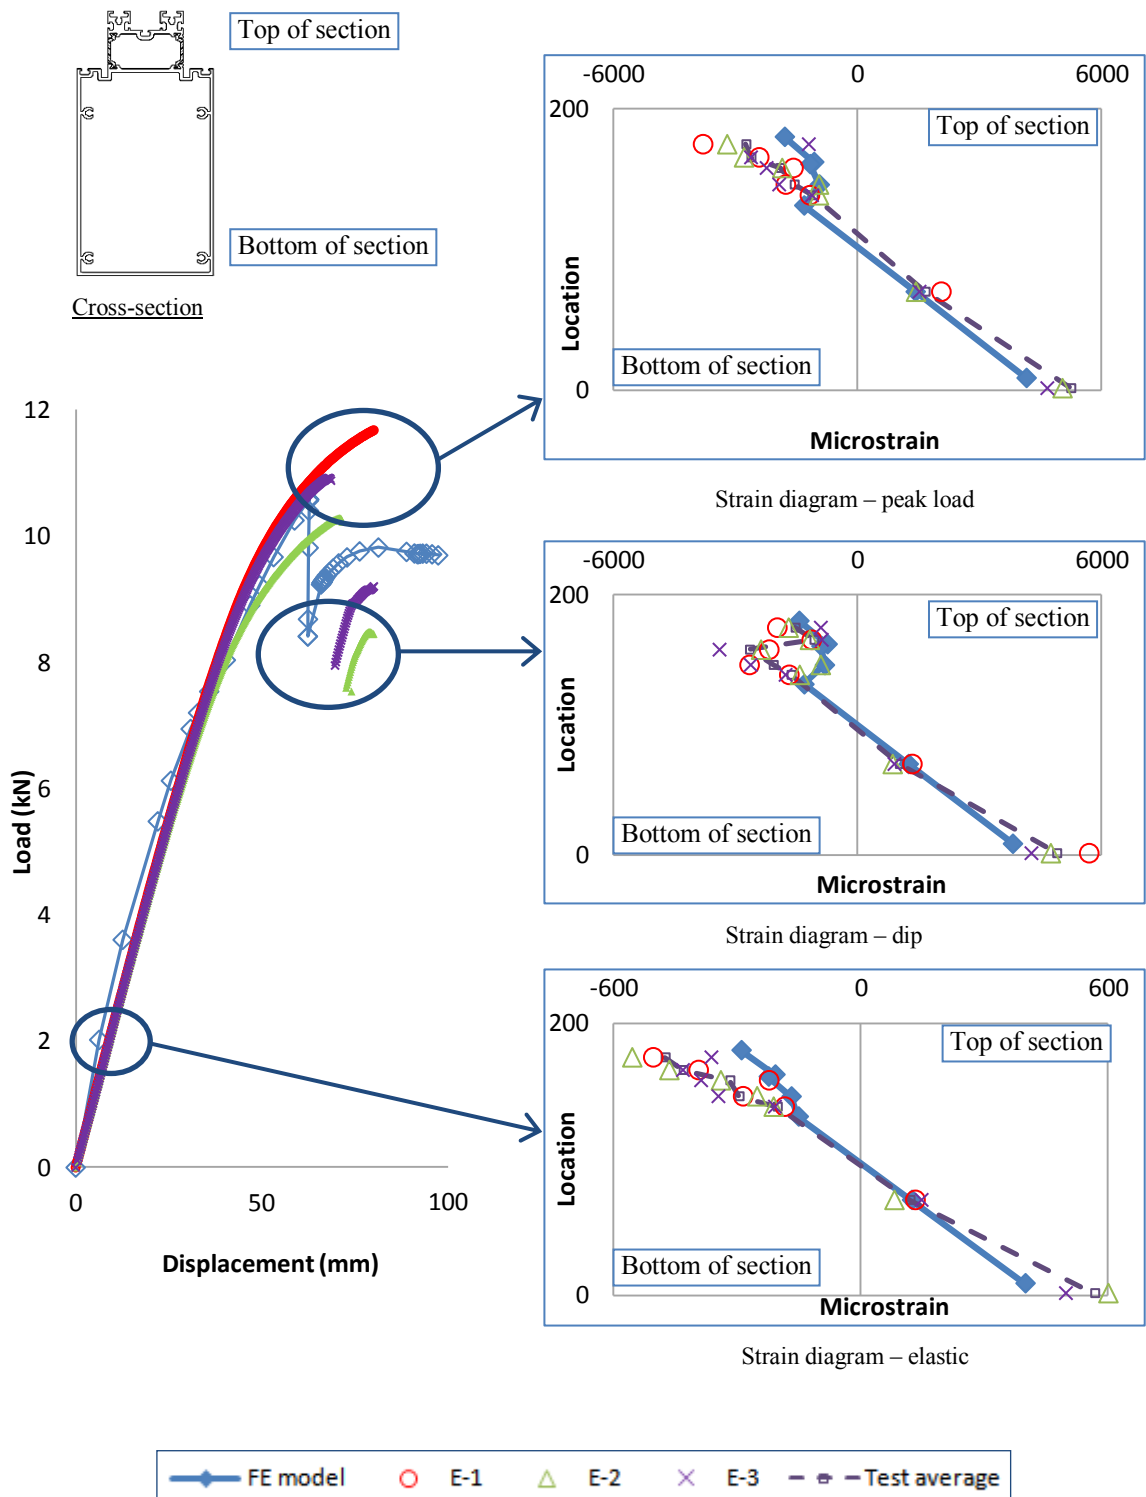 Top of section
Bottom of section
Cross-section
-6000 0 6000
200
Top of section
Location
Bottom of section
0
Microstrain
Strain diagram – peak load
-6000 0 6000
200
Top of section
Location
Bottom of section
0
Microstrain
Strain diagram – dip
-600 0 600
200
Top of section
Location
Bottom of section
0
Microstrain
Strain diagram – elastic
12
10
8
6
4
2
0
Load (kN)
0 50 100
Displacement (mm)
FE model E-1 E-2 E-3 Test average